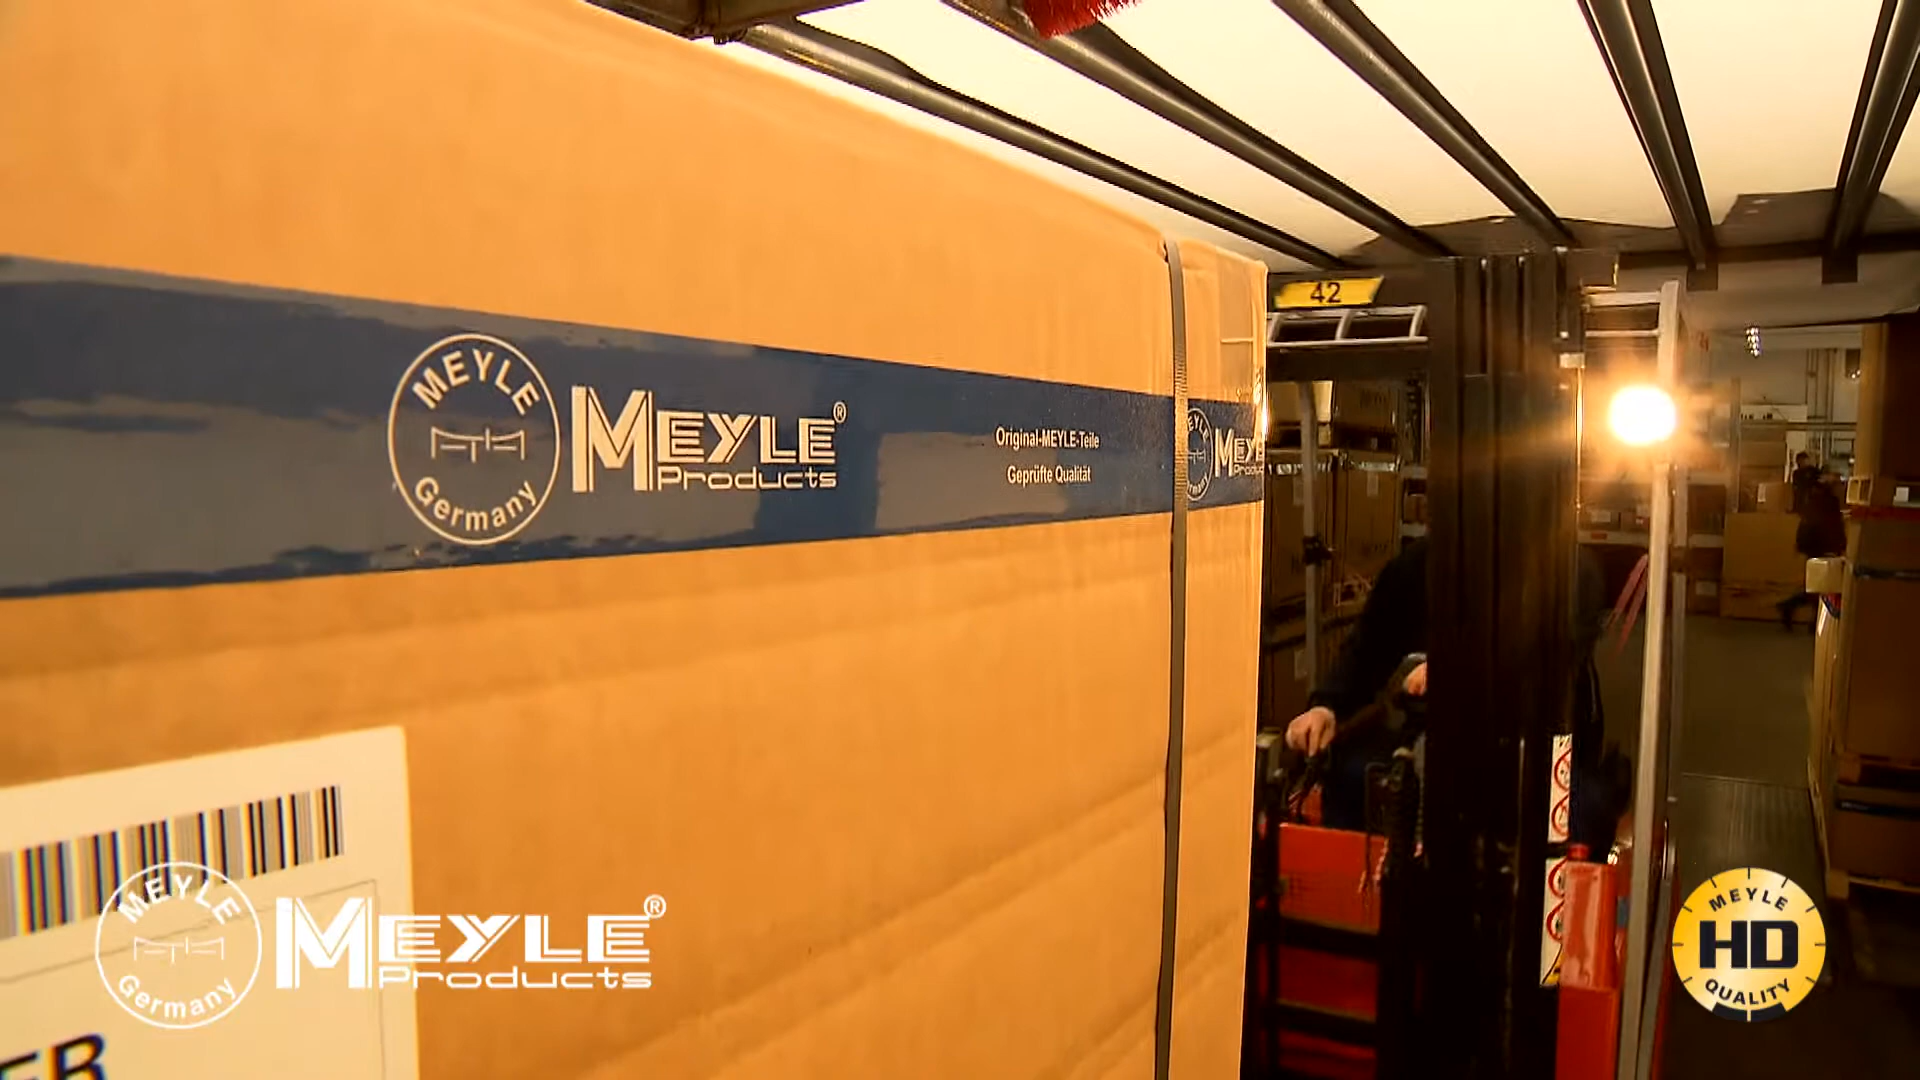 42
MEYLE
Germany
MEYLE®
Products
Original-MEYLE-Teile
Geprüfte Qualität
MEYLE
Germany
MEYLE®
Products
MEYLE
HD
QUALITY